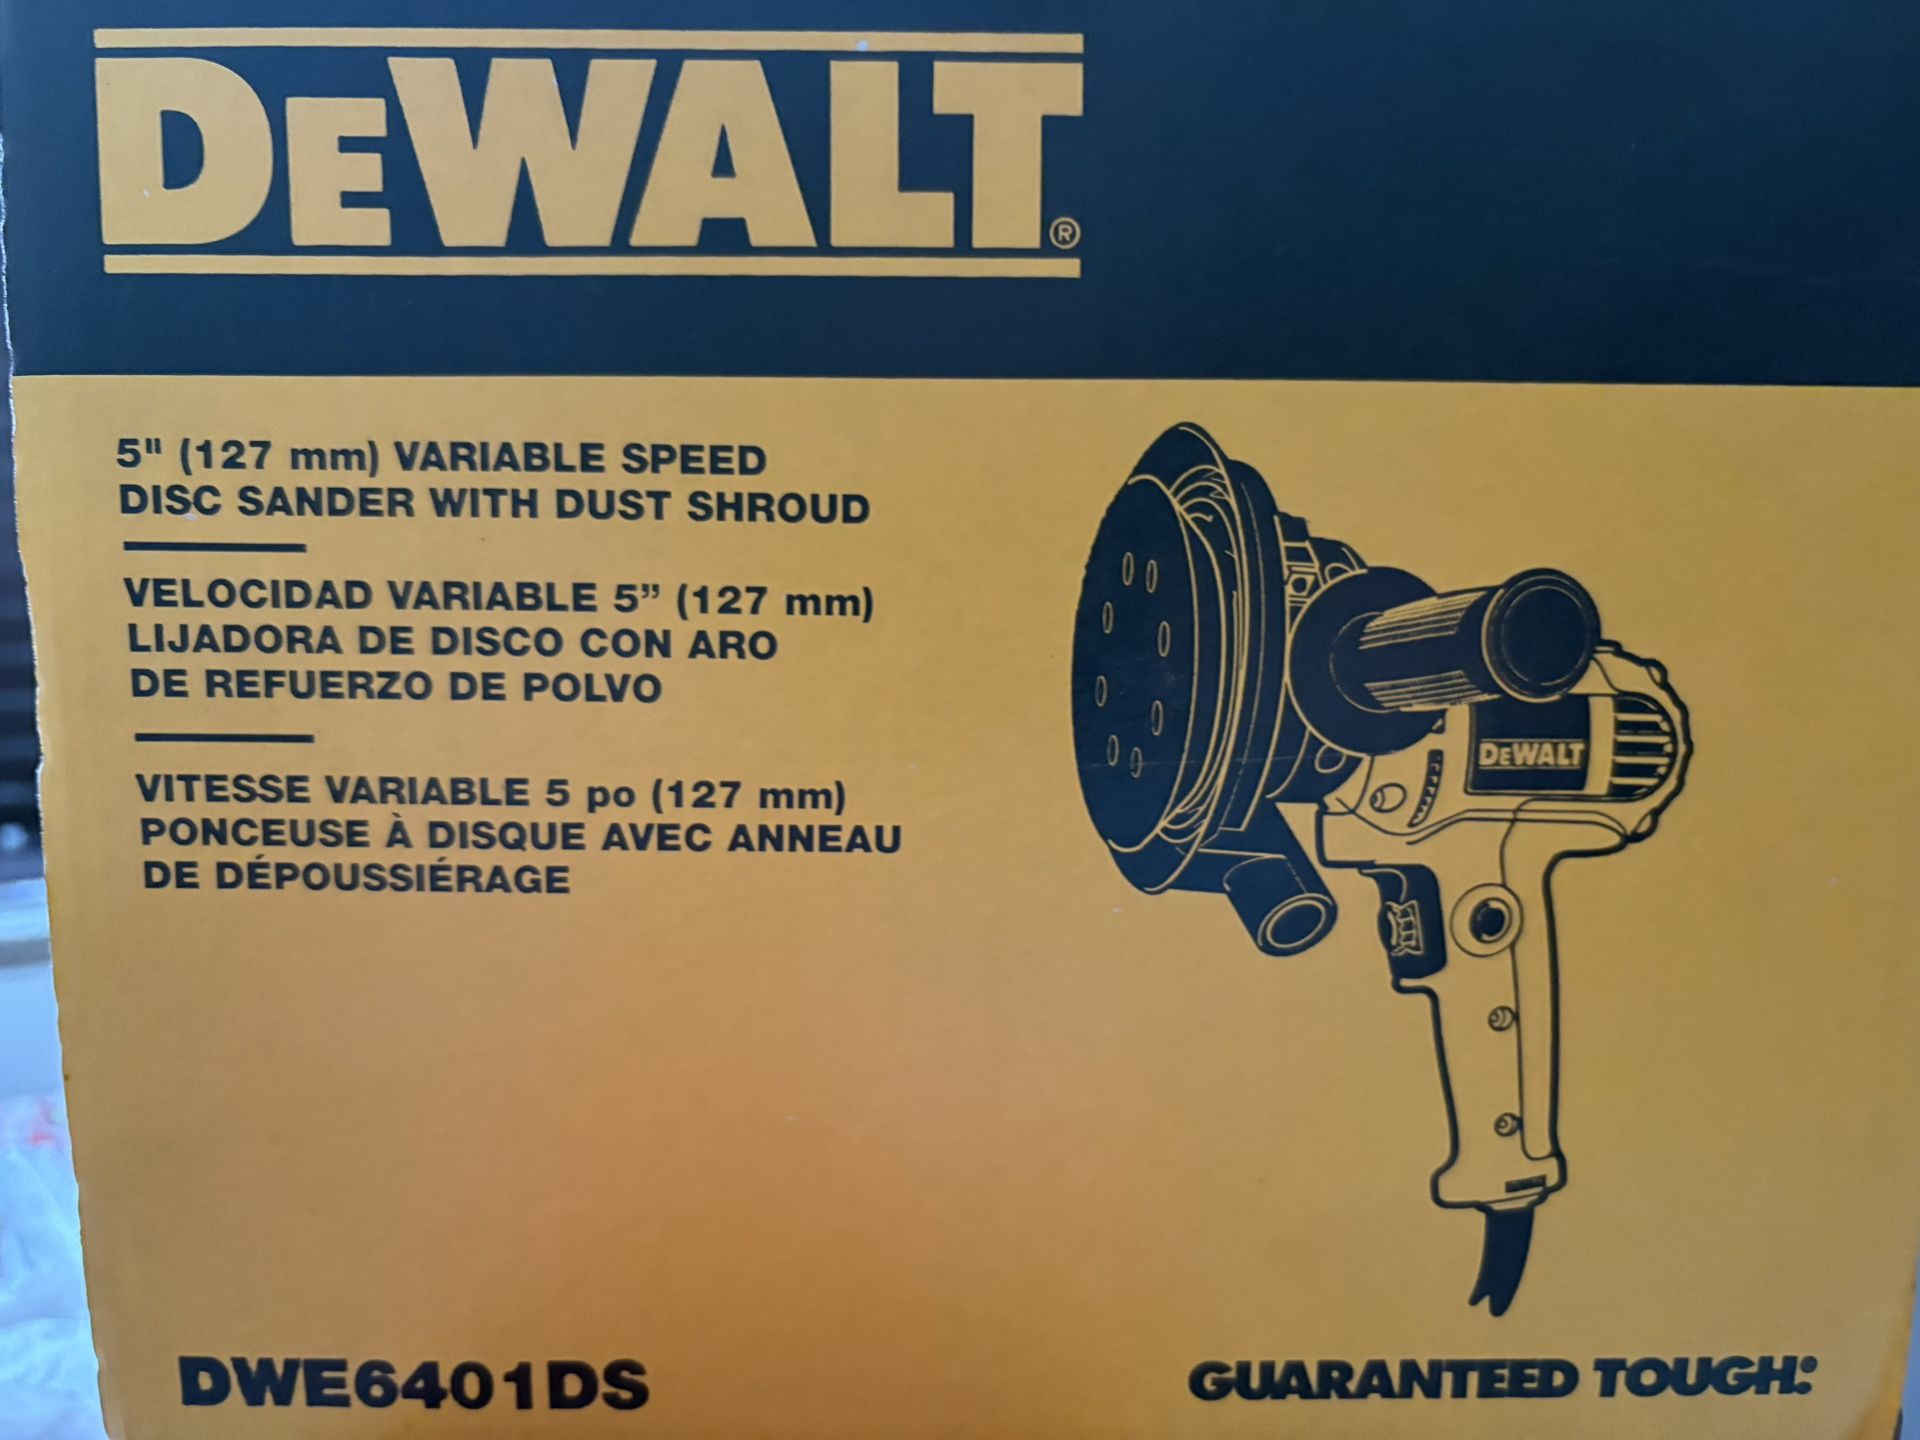 DEWALT®
5" (127 mm) VARIABLE SPEED
DISC SANDER WITH DUST SHROUD
VELOCIDAD VARIABLE 5” (127 mm)
LIJADORA DE DISCO CON ARO
DE REFUERZO DE POLVO
VITESSE VARIABLE 5 po (127 mm)
PONCEUSE À DISQUE AVEC ANNEAU
DE DÉPOUSSIÉRAGE
DEWALT
DWE6401DS
GUARANTEED TOUGH.®